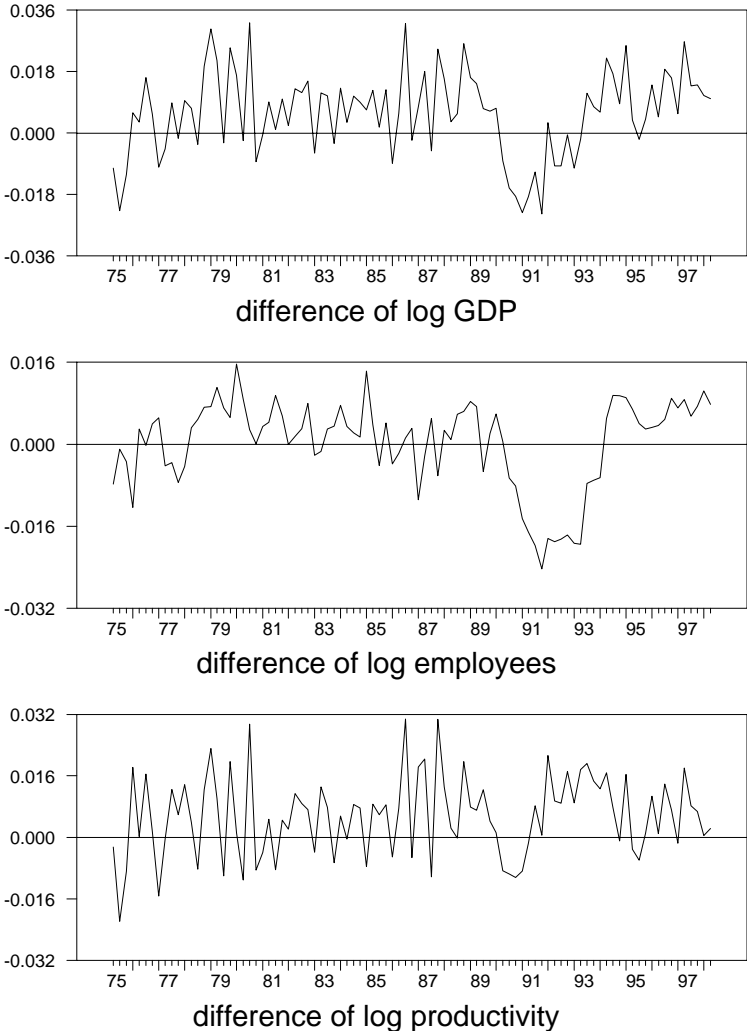 0.036
0.018
0.000
-0.018
-0.036
75 77 79 81 83 85 87 89 91 93 95 97
difference of log GDP
0.016
0.000
-0.016
-0.032
75 77 79 81 83 85 87 89 91 93 95 97
difference of log employees
0.032
0.016
0.000
-0.016
-0.032
75 77 79 81 83 85 87 89 91 93 95 97
difference of log productivity